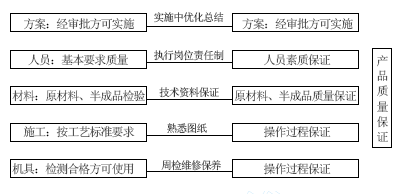 方案：经审批方可实施
实施中优化总结
方案：经审批方可实施
人员：基本要求质量
执行岗位责任制
人员素质保证
材料：原材料、半成品检验
技术资料保证
原材料、半成品质量保证
施工：按工艺标准要求
熟悉图纸
操作过程保证
机具：检测合格方可使用
周检维修保养
操作过程保证
产品质量保证